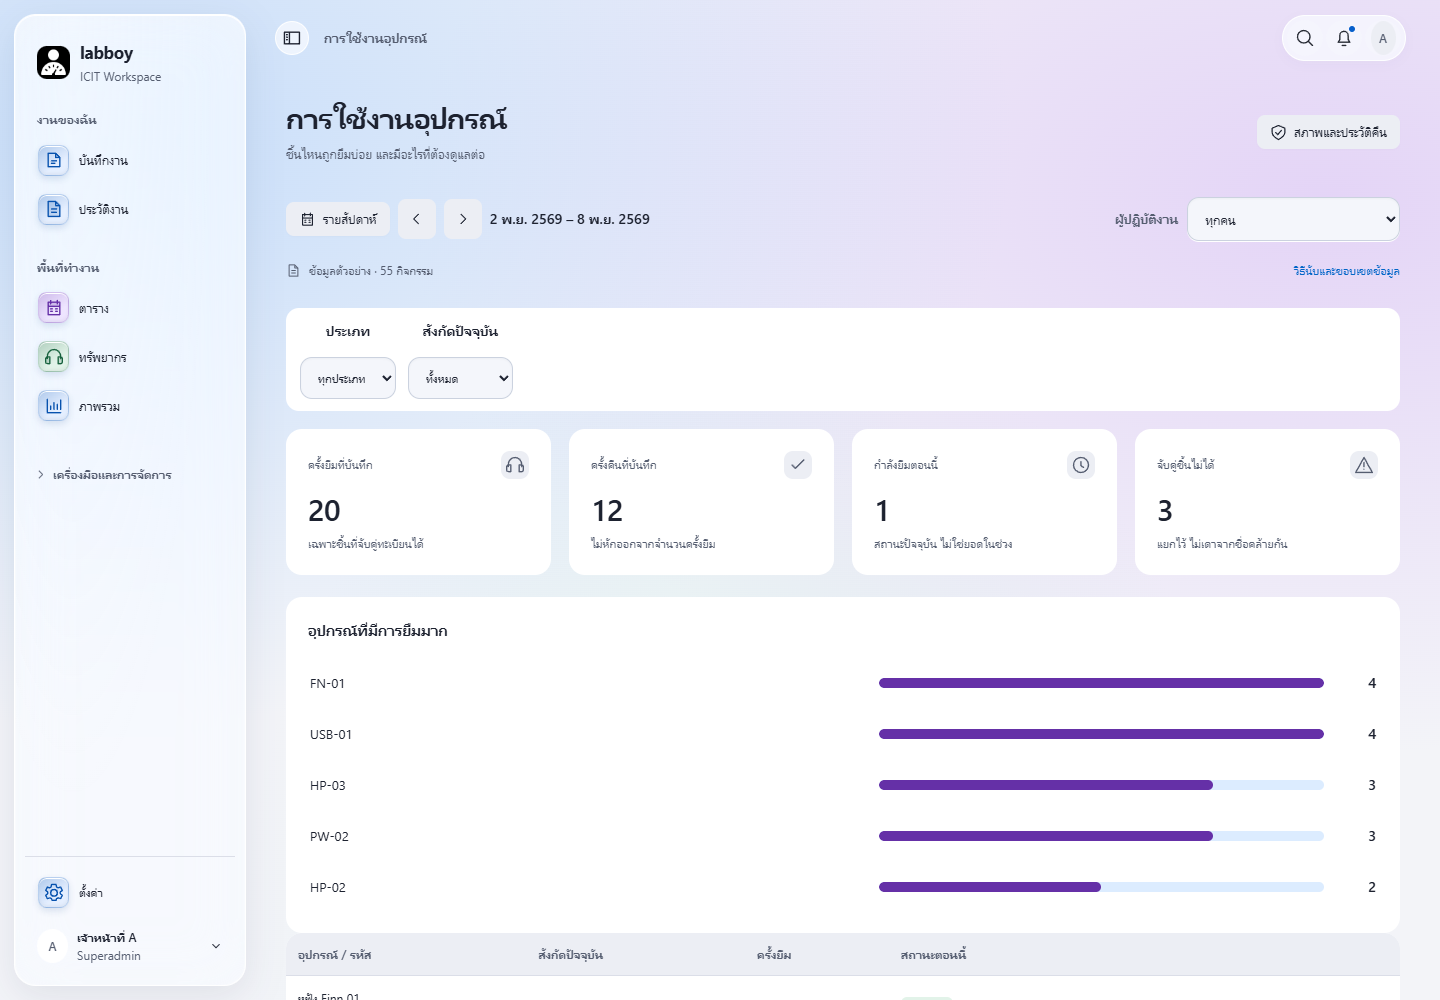 labboy
ICIT Workspace
งานของฉัน
บันทึกงาน
ประวัติงาน
พื้นที่ทำงาน
ตาราง
ทรัพยากร
ภาพรวม
เครื่องมือและการจัดการ
ตั้งค่า
A
เจ้าหน้าที่ A
Superadmin
การใช้งานอุปกรณ์
A
การใช้งานอุปกรณ์
ชิ้นไหนถูกยืมบ่อย และมีอะไรที่ต้องดูแลต่อ
สภาพและประวัติคืน
รายสัปดาห์
2 พ.ย. 2569 – 8 พ.ย. 2569
ผู้ปฏิบัติงาน
ทุกคน
ข้อมูลตัวอย่าง · 55 กิจกรรม
วิธีนับและขอบเขตข้อมูล
ประเภท
สังกัดปัจจุบัน
ทุกประเภท
ทั้งหมด
ครั้งยืมที่บันทึก
20
เฉพาะชิ้นที่จับคู่ทะเบียนได้
ครั้งคืนที่บันทึก
12
ไม่หักออกจากจำนวนครั้งยืม
กำลังยืมตอนนี้
1
สถานะปัจจุบัน ไม่ใช่ยอดในช่วง
จับคู่ชิ้นไม่ได้
3
แยกไว้ ไม่เดาจากชื่อคล้ายกัน
อุปกรณ์ที่มีการยืมมาก
FN-01 4
USB-01 4
HP-03 3
PW-02 3
HP-02 2
อุปกรณ์ / รหัส
สังกัดปัจจุบัน
ครั้งยืม
สถานะตอนนี้
หูฟัง Finn 01